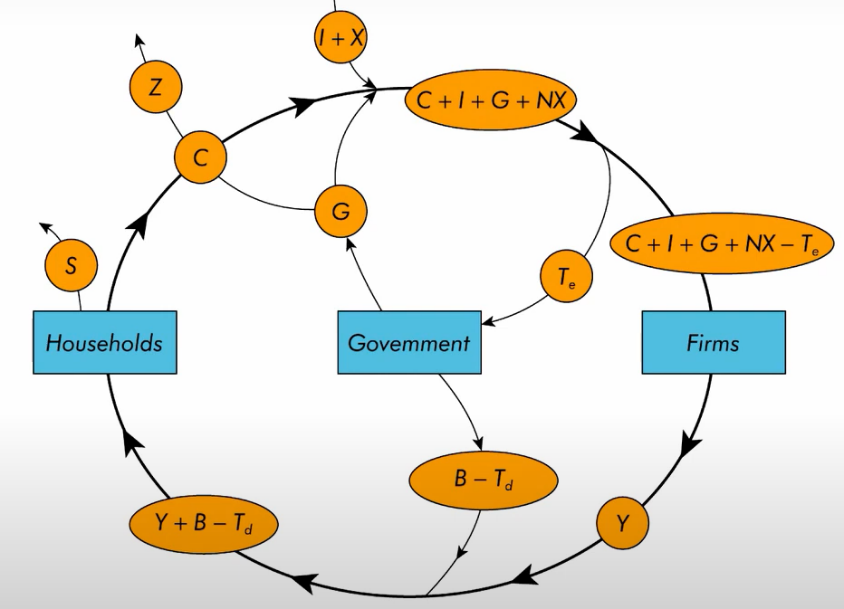 I + X
Z
C + I + G + NX
C
G
C + I + G + NX – Te
S
Te
Households
Govemment
Firms
B – Td
Y + B – Td
Y